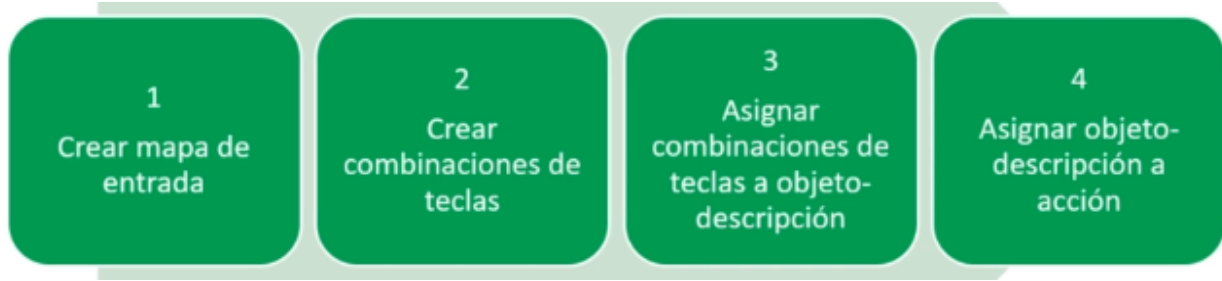 1
Crear mapa de
entrada
2
Crear
combinaciones de
teclas
3
Asignar
combinaciones de
teclas a objeto-
descripción
4
Asignar objeto-
descripción a
acción